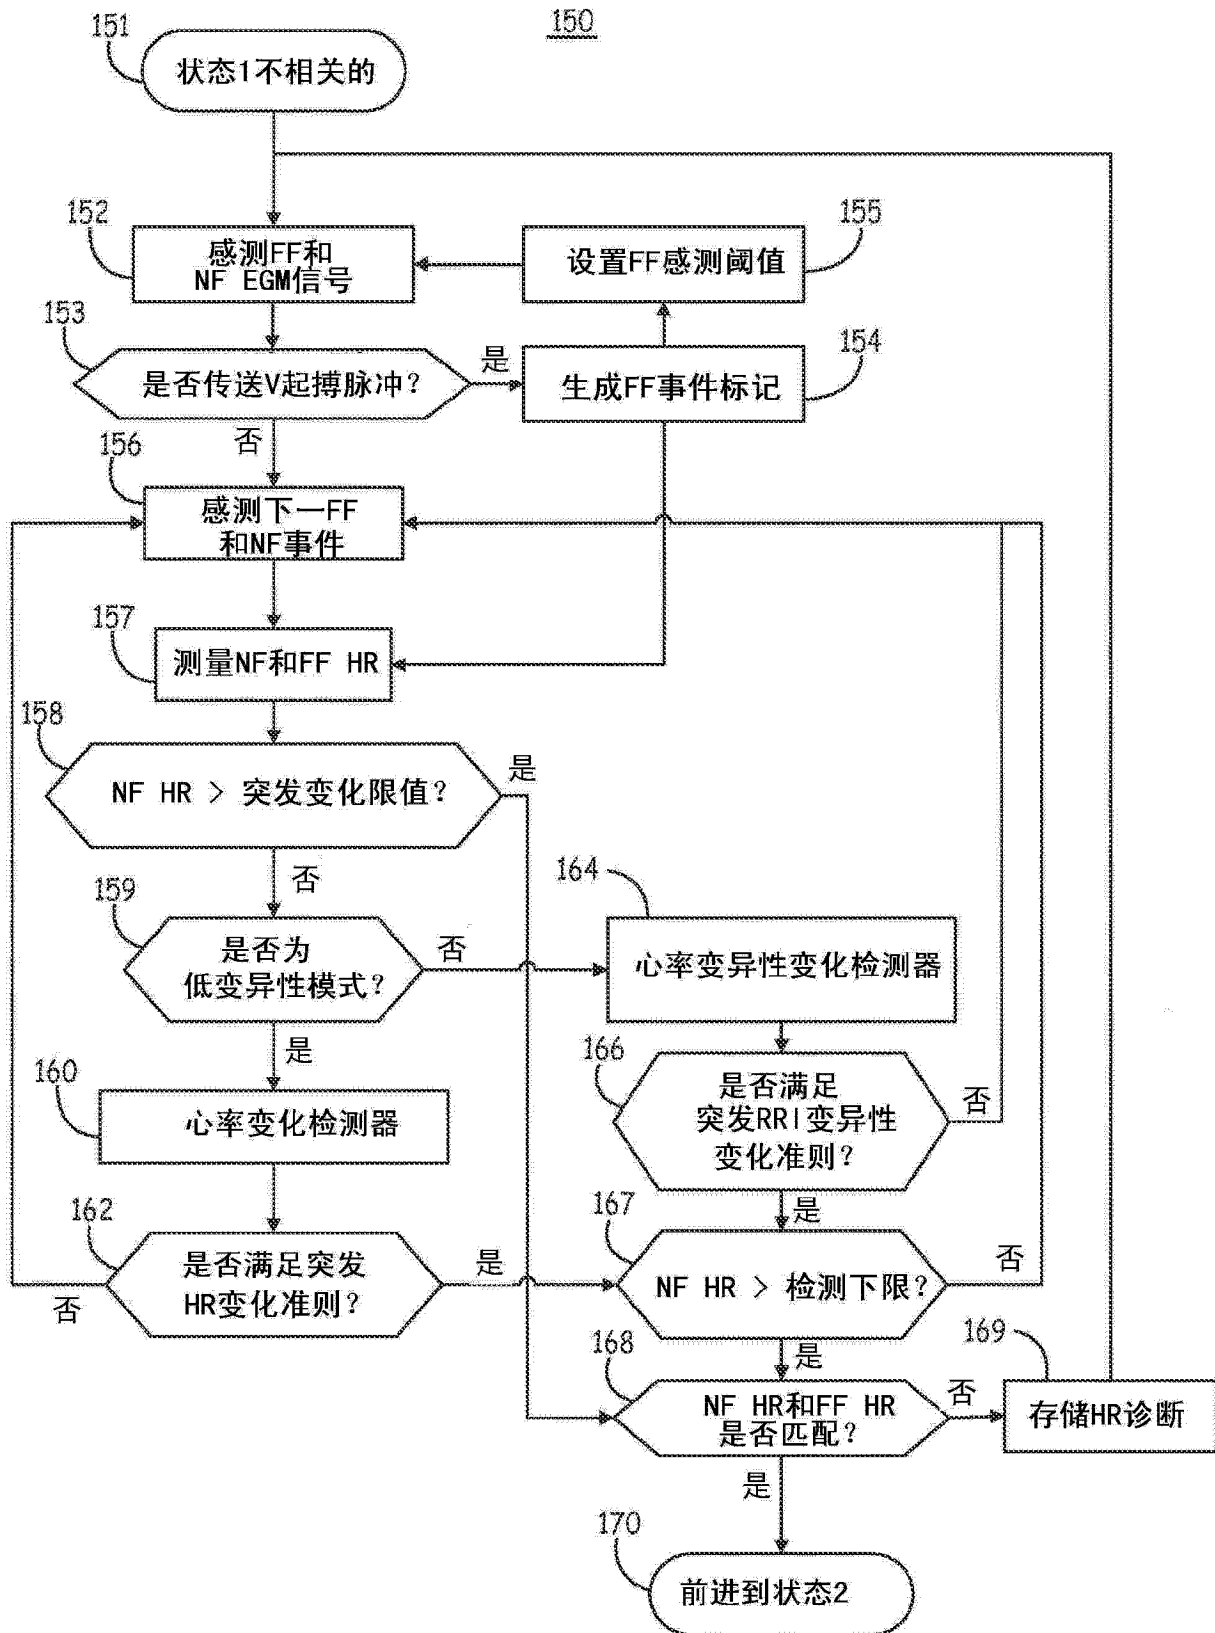 150
151
状态1不相关的
152
感测FF和
NF EGM信号
155
设置FF感测阈值
153
是否传送V起搏脉冲?
是
154
生成FF事件标记
否
156
感测下一FF
和NF事件
157
测量NF和FF HR
158
NF HR > 突发变化限值?
是
否
159
是否为
低变异性模式?
否
164
心率变异性变化检测器
是
160
心率变化检测器
166
是否满足
突发RRI变异性
变化准则?
否
是
162
是否满足突发
HR变化准则?
是
否
167
NF HR > 检测下限?
否
是
168
NF HR和FF HR
是否匹配?
否
169
存储HR诊断
是
170
前进到状态2